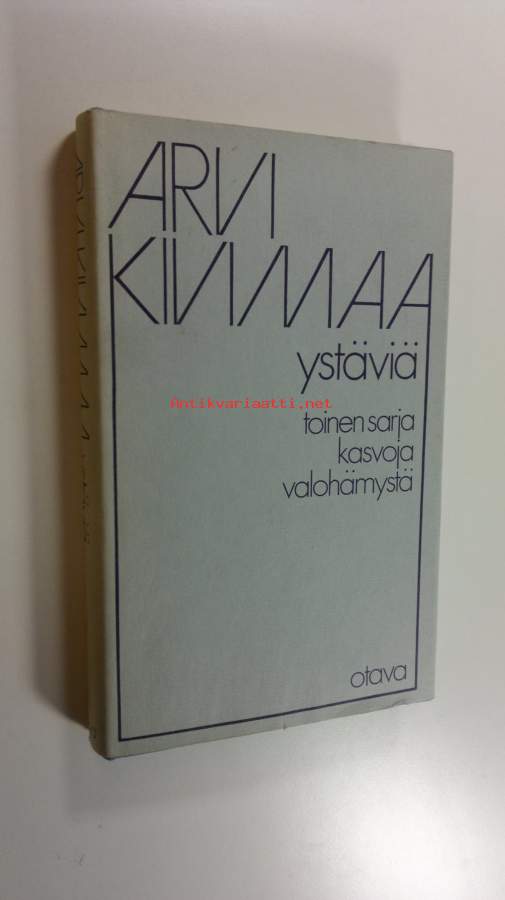 ARVI
KIVIMAA
ystäviä
Antikvariaatti.net
toinen sarja
kasvoja
valohämystä
otava